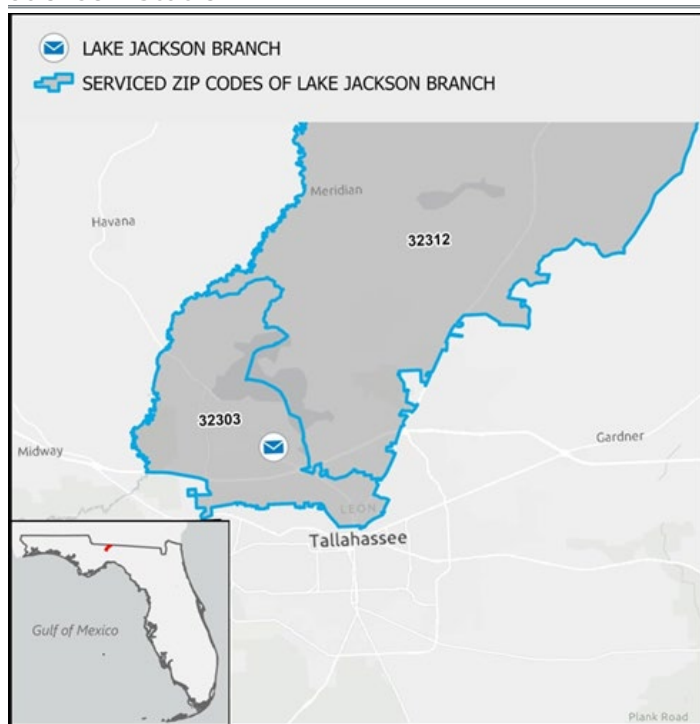 LAKE JACKSON BRANCH
SERVICED ZIP CODES OF LAKE JACKSON BRANCH
Meridian
Havana
32312
32303
Gardner
Midway
LEON
Tallahassee
Gulf of Mexico
Plank Road